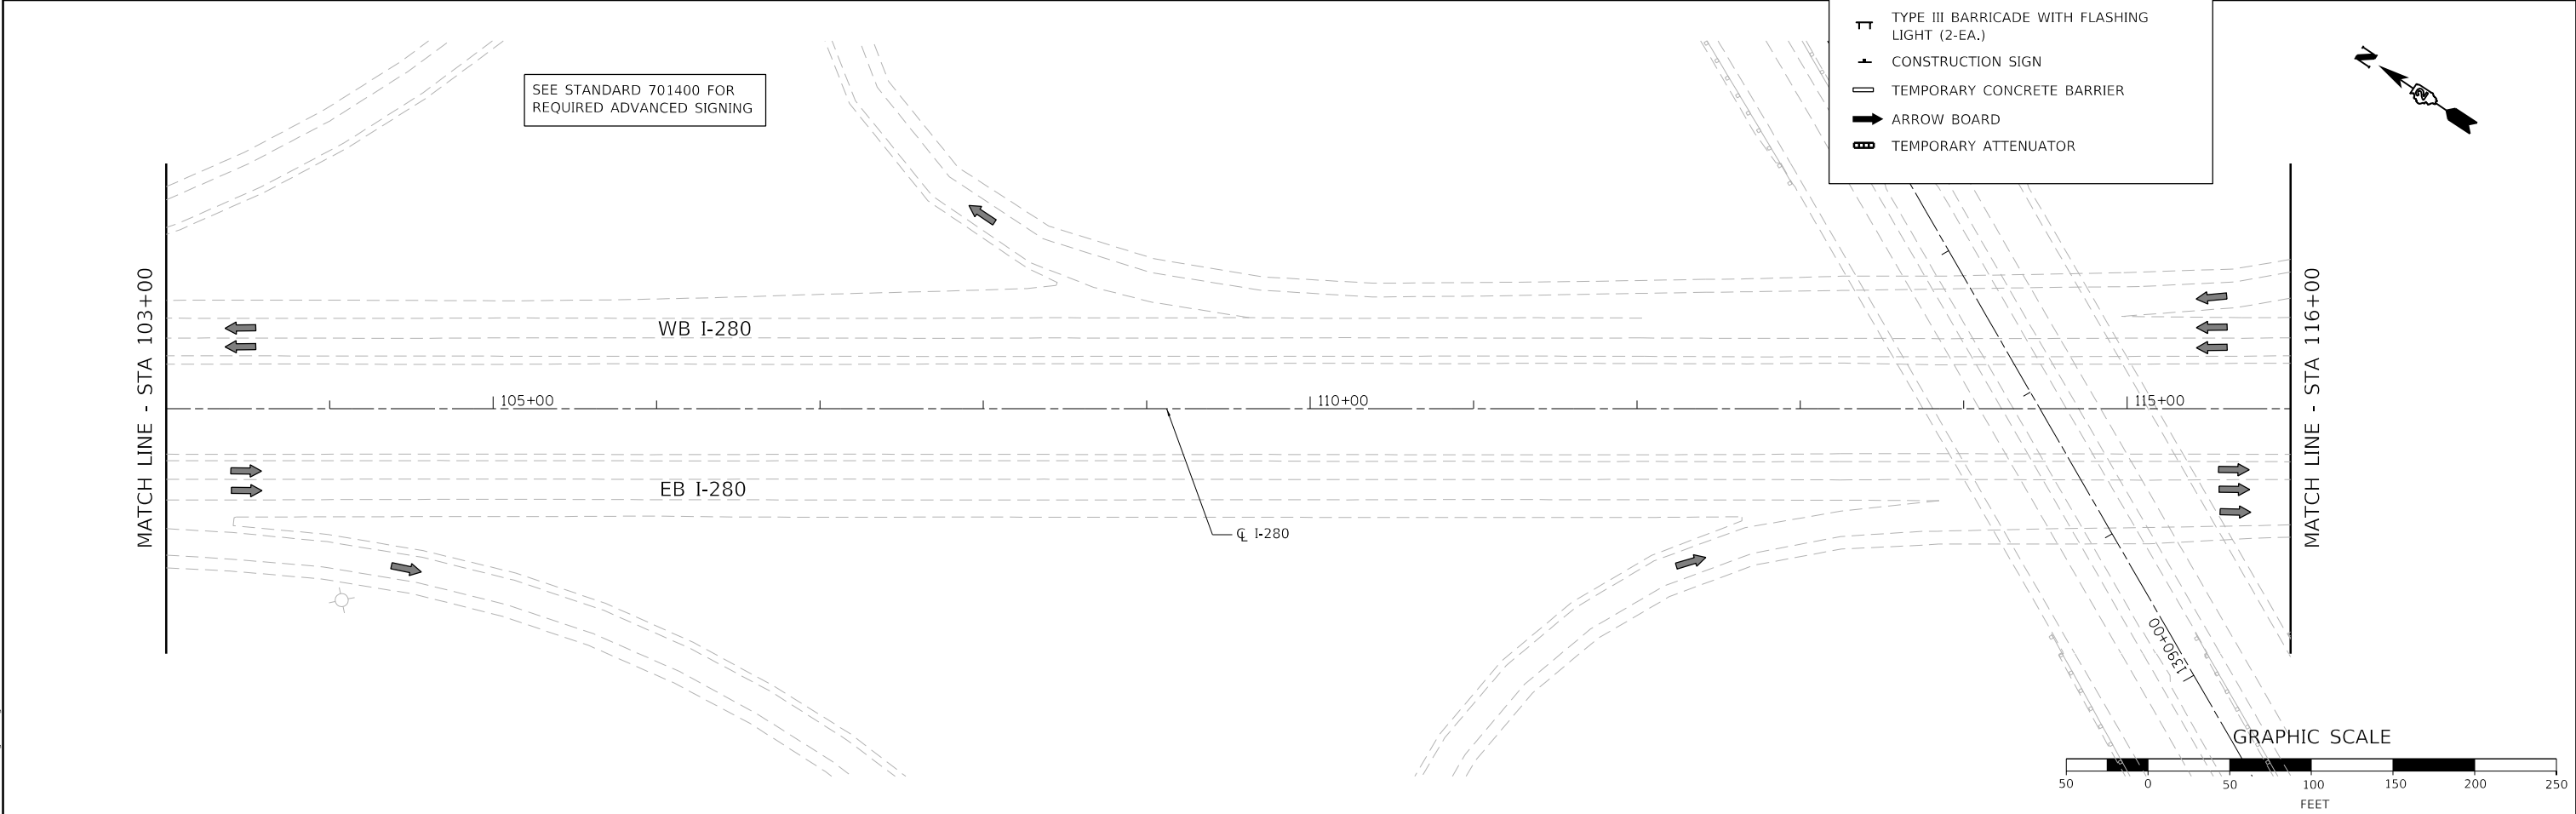 TYPE III BARRICADE WITH FLASHING
LIGHT (2-EA.)
CONSTRUCTION SIGN
TEMPORARY CONCRETE BARRIER
ARROW BOARD
TEMPORARY ATTENUATOR
N
2
SEE STANDARD 701400 FOR
REQUIRED ADVANCED SIGNING
MATCH LINE - STA 103+00
WB I-280
105+00
110+00
115+00
EB I-280
℄ I-280
MATCH LINE - STA 116+00
1390+00
GRAPHIC SCALE
50 0 50 100 150 200 250
FEET